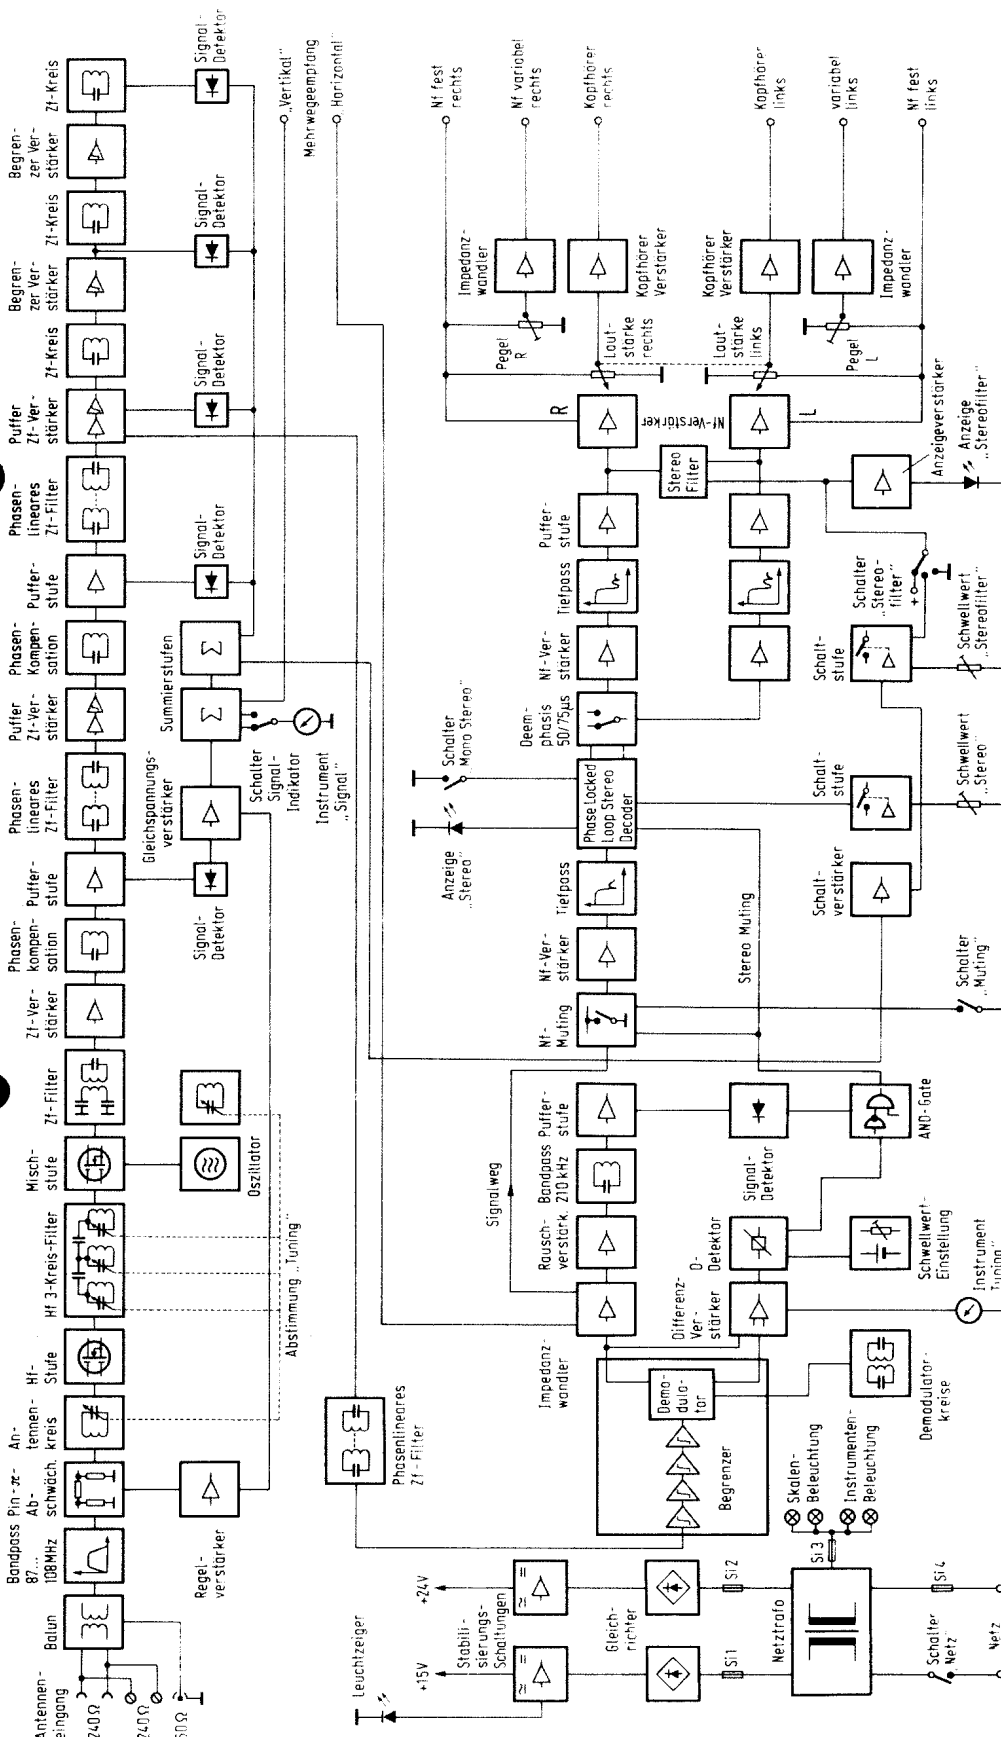 Antennen-
eingang
240Ω
240Ω
60Ω
Balun
Bandpass
87...
108MHz
Pin-π-
Ab-
schwäch.
An-
tennen-
kreis
Hf-
Stufe
Hf 3-Kreis-Filter
Misch-
stufe
Zf-Filter
Zf-Ver-
stärker
Phasen-
kompen-
sation
Puffer-
stufe
Phasen-
lineares
Zf-Filter
Puffer
Zf-Ver-
stärker
Phasen-
Kompen-
sation
Puffer-
stufe
Phasen-
lineares
Zf-Filter
Puffer
Zf-Ver-
stärker
Zf-Kreis
Begren-
zer Ver-
stärker
Zf-Kreis
Begren-
zer Ver-
stärker
Zf-Kreis
Regel-
verstärker
Oszillator
Abstimmung „Tuning"
Signal-
Detektor
Gleichspannungs-
verstärker
Summierstufen
Σ
Σ
Signal-
Detektor
Signal-
Detektor
Signal-
Detektor
Signal-
Detektor
Schalter
Signal-
Indikator
Instrument
„Signal"
„Vertikal"
Mehrwegeempfang
„Horizontal"
Phasenlineares
Zf-Filter
Leuchtzeiger
+15V
+24V
Stabili-
sierungs-
Schaltungen
Gleich-
richter
Si1
Si2
Netztrafo
Si3
Si4
Schalter
„Netz"
Netz
Skalen-
Beleuchtung
Instrumenten-
Beleuchtung
Begrenzer
Demo-
dula-
tor
Demodulator-
kreise
Impedanz
wandler
Rausch-
verstärk.
Bandpass
210 kHz
Puffer-
stufe
Signalweg
Differenz-
Ver-
stärker
D-
Detektor
Signal-
Detektor
AND-Gate
Schwellwert-
Einstellung
Instrument
„Tuning"
Nf-
Muting
Nf-Ver-
stärker
Tiefpass
Phase Locked
Loop Stereo
Decoder
Anzeige
„Stereo"
Schalter
Mono Stereo"
Stereo Muting
Schalter
„Muting"
Deem-
phasis
50/75µs
Nf-Ver-
stärker
Tiefpass
Puffer-
stufe
Stereo
Filter
Nf-Verstärker
R
L
Schalt-
verstärker
Schalt-
stufe
Schwellwert
„Stereo"
Schalt-
stufe
Schwellwert
„Stereofilter"
Schalter
„Stereo-
filter"
+
Anzeigeverstärker
Anzeige
„Stereofilter"
Laut-
stärke
rechts
Laut-
stärke
links
Pegel
R
Pegel
L
Impedanz-
wandler
Kopfhörer
Verstärker
Kopfhörer
Verstärker
Impedanz-
wandler
Nf fest
rechts
Nf variabel
rechts
Kopfhörer
rechts
Kopfhörer
links
variabel
links
Nf fest
links